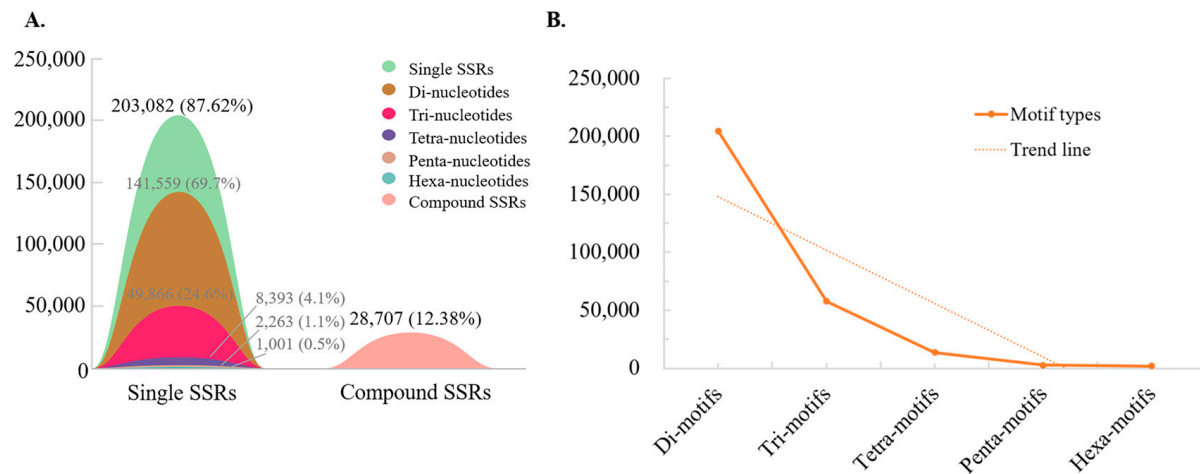 A.
250,000
200,000
150,000
100,000
50,000
0
203,082 (87.62%)
141,559 (69.7%)
49,866 (24.6%)
8,393 (4.1%)
2,263 (1.1%)
1,001 (0.5%)
28,707 (12.38%)
Single SSRs
Compound SSRs
Single SSRs
Di-nucleotides
Tri-nucleotides
Tetra-nucleotides
Penta-nucleotides
Hexa-nucleotides
Compound SSRs
B.
250,000
200,000
150,000
100,000
50,000
0
Motif types
Trend line
Di-motifs
Tri-motifs
Tetra-motifs
Penta-motifs
Hexa-motifs